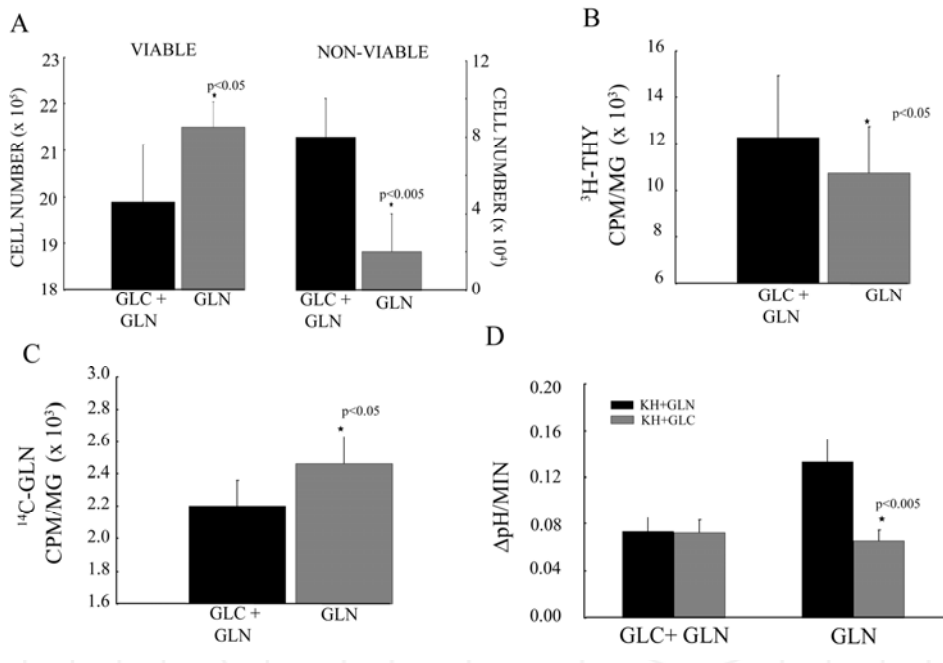 A
VIABLE
NON-VIABLE
CELL NUMBER (x 10⁵)
23
22
21
20
19
18
p<0.05
*
GLC +
GLN
GLN
p<0.005
*
GLC +
GLN
GLN
12
8
4
2
0
CELL NUMBER (x 10⁴)
B
³H-THY
CPM/MG (x 10³)
16
14
12
10
8
6
* p<0.05
GLC +
GLN
GLN
C
¹⁴C-GLN
CPM/MG (x 10³)
3.0
2.6
2.4
2.2
2.1
1.8
1.6
p<0.05
*
GLC +
GLN
GLN
D
ΔpH/MIN
0.20
0.16
0.12
0.08
0.04
0.00
KH+GLN
KH+GLC
p<0.005
*
GLC+ GLN
GLN